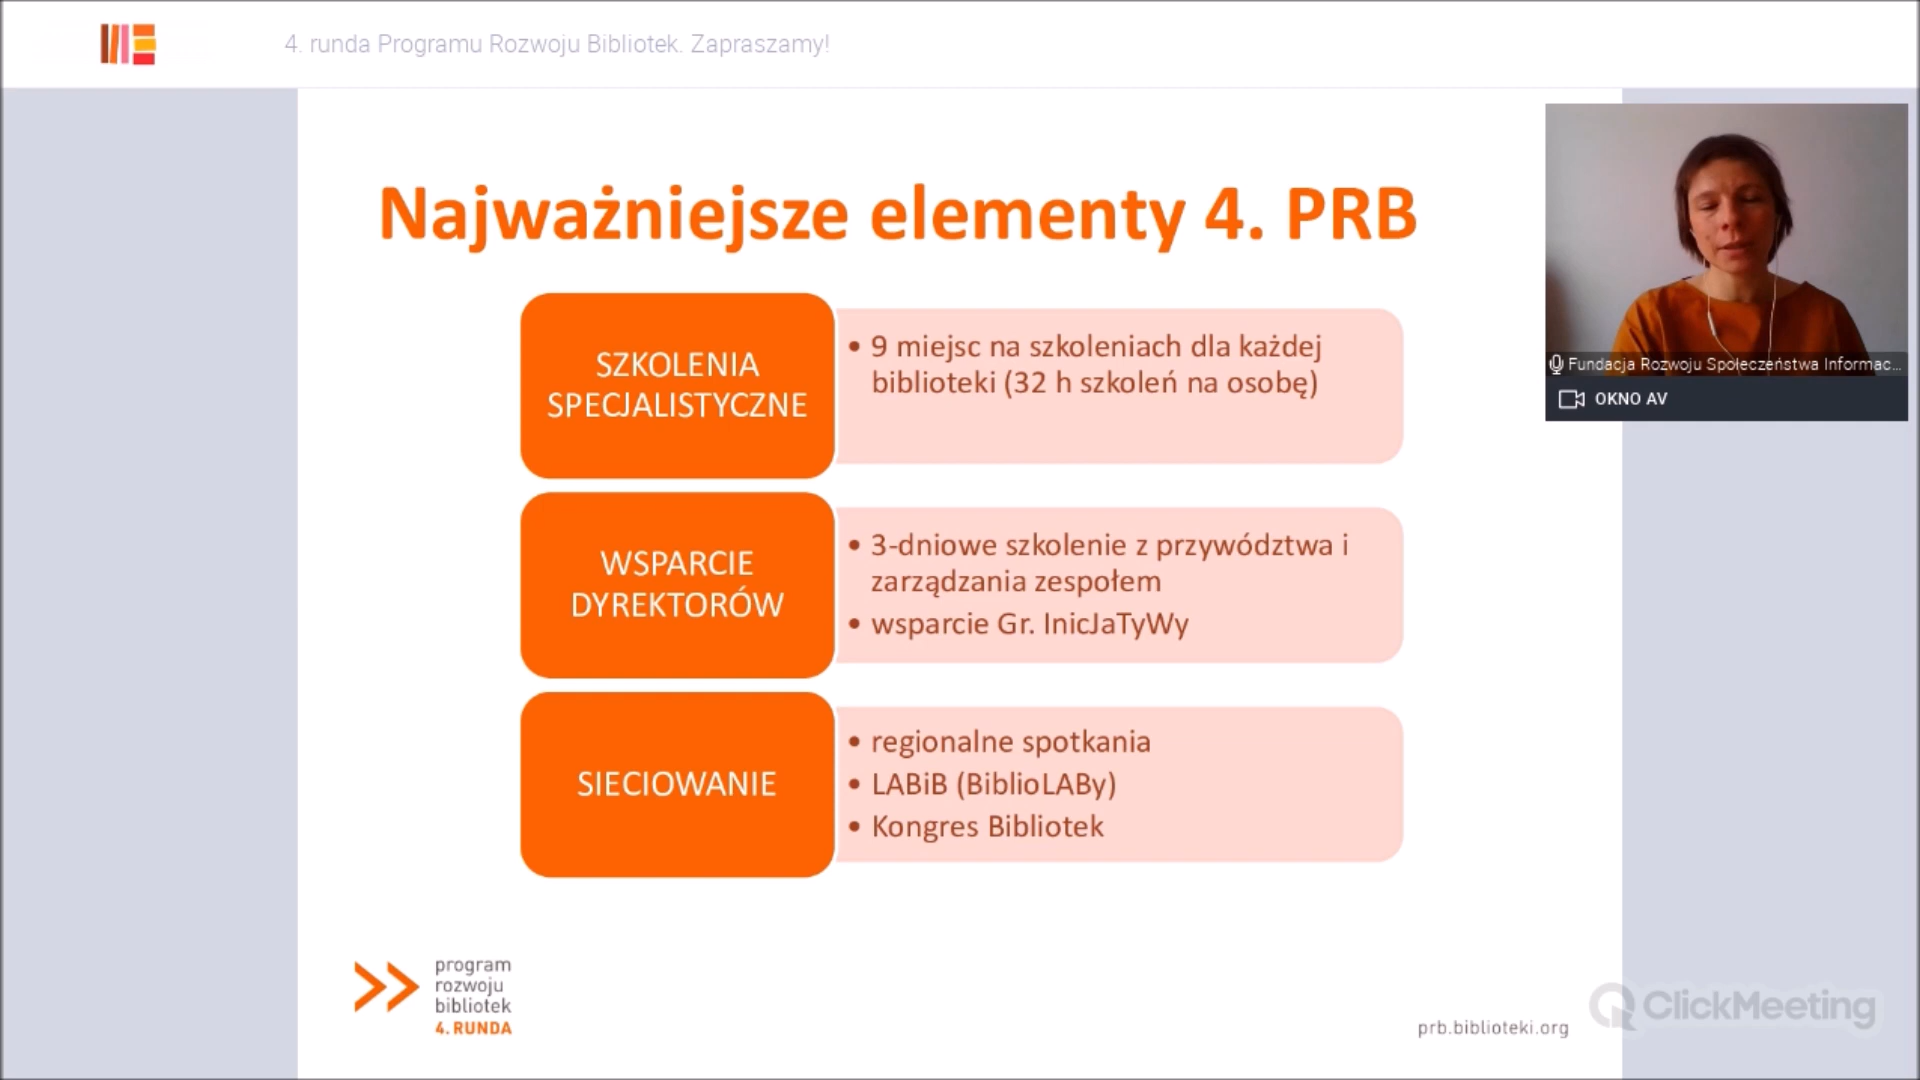 4. runda Programu Rozwoju Bibliotek. Zapraszamy!
Najważniejsze elementy 4. PRB
SZKOLENIA
SPECJALISTYCZNE
• 9 miejsc na szkoleniach dla każdej
biblioteki (32 h szkoleń na osobę)
WSPARCIE
DYREKTORÓW
• 3-dniowe szkolenie z przywództwa i
zarządzania zespołem
• wsparcie Gr. InicJaTyWy
SIECIOWANIE
• regionalne spotkania
• LABiB (BiblioLABy)
• Kongres Bibliotek
Fundacja Rozwoju Społeczeństwa Informac...
OKNO AV
program
rozwoju
bibliotek
4. RUNDA
prb.biblioteki.org
ClickMeeting